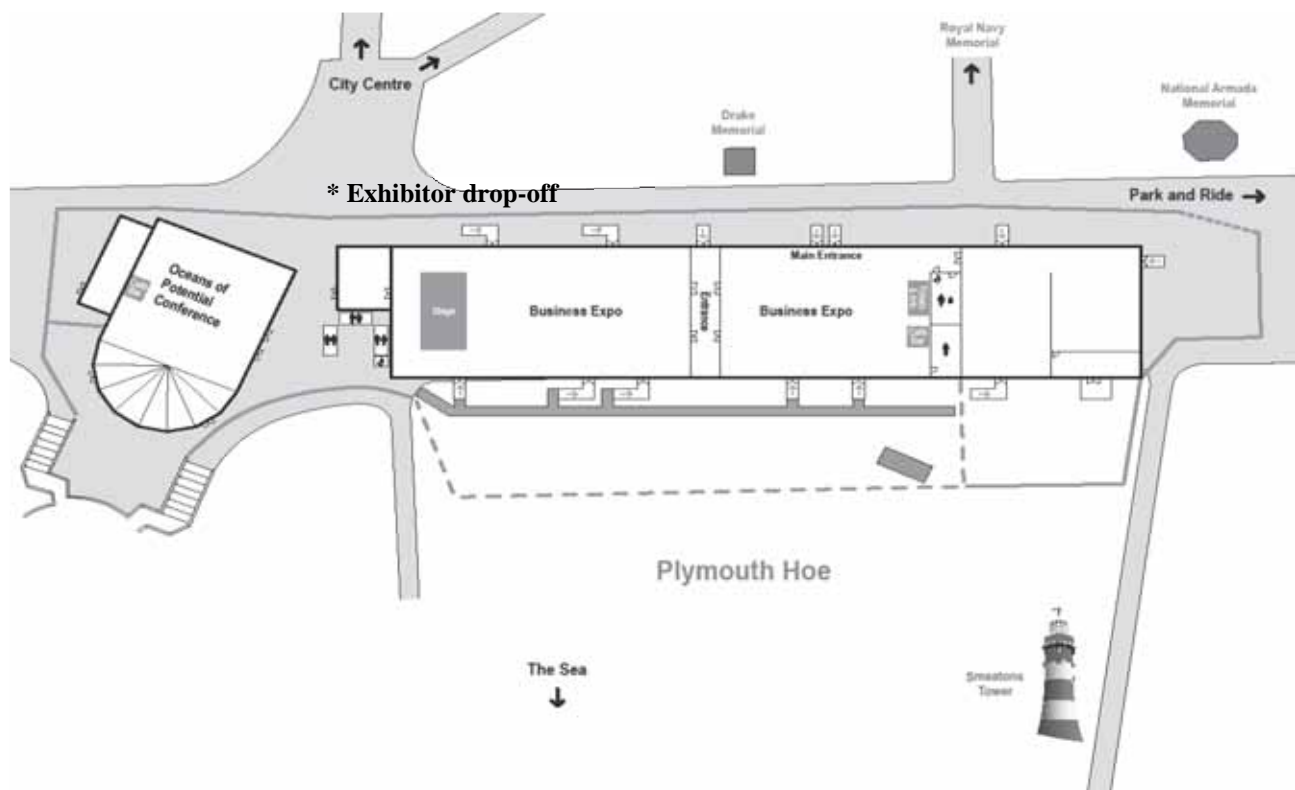 Royal Navy
Memorial
City Centre
National Armada
Memorial
Drake
Memorial
* Exhibitor drop-off
Park and Ride
Oceans of
Potential
Conference
Main Entrance
Stage
Business Expo
Entrance
Business Expo
Plymouth Hoe
The Sea
Smeatons
Tower